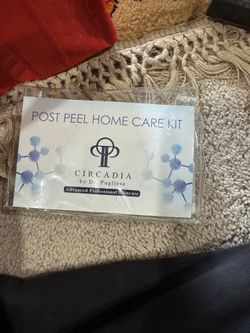 POST PEEL HOME CARE KIT
CIRCADIA
by Dr. Pugliese
Advanced Professional Skincare